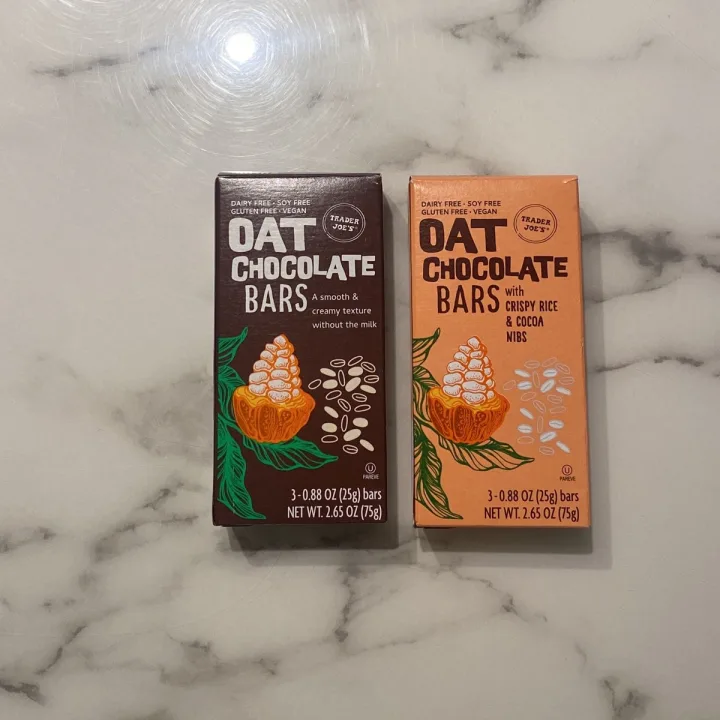 DAIRY FREE · SOY FREE
GLUTEN FREE · VEGAN
TRADER
JOE'S®
OAT
CHOCOLATE
BARS
A smooth &
creamy texture
without the milk
U
PAREVE
3 - 0.88 OZ (25g) bars
NET WT. 2.65 OZ (75g)
DAIRY FREE · SOY FREE
GLUTEN FREE · VEGAN
TRADER
JOE'S®
OAT
CHOCOLATE
BARS
with
CRISPY RICE
& COCOA
NIBS
U
PAREVE
3 - 0.88 OZ (25g) bars
NET WT. 2.65 OZ (75g)